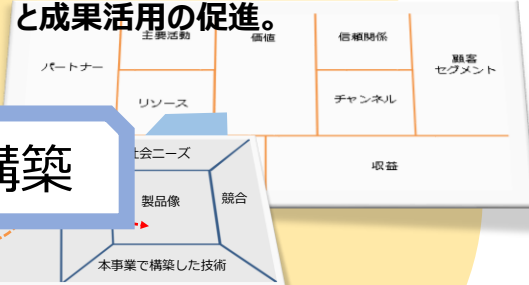 と成果活用の促進。
パートナー
主要活動
価値
信頼関係
顧客
セグメント
リソース
チャンネル
収益
構築
社会ニーズ
製品像
競合
本事業で構築した技術